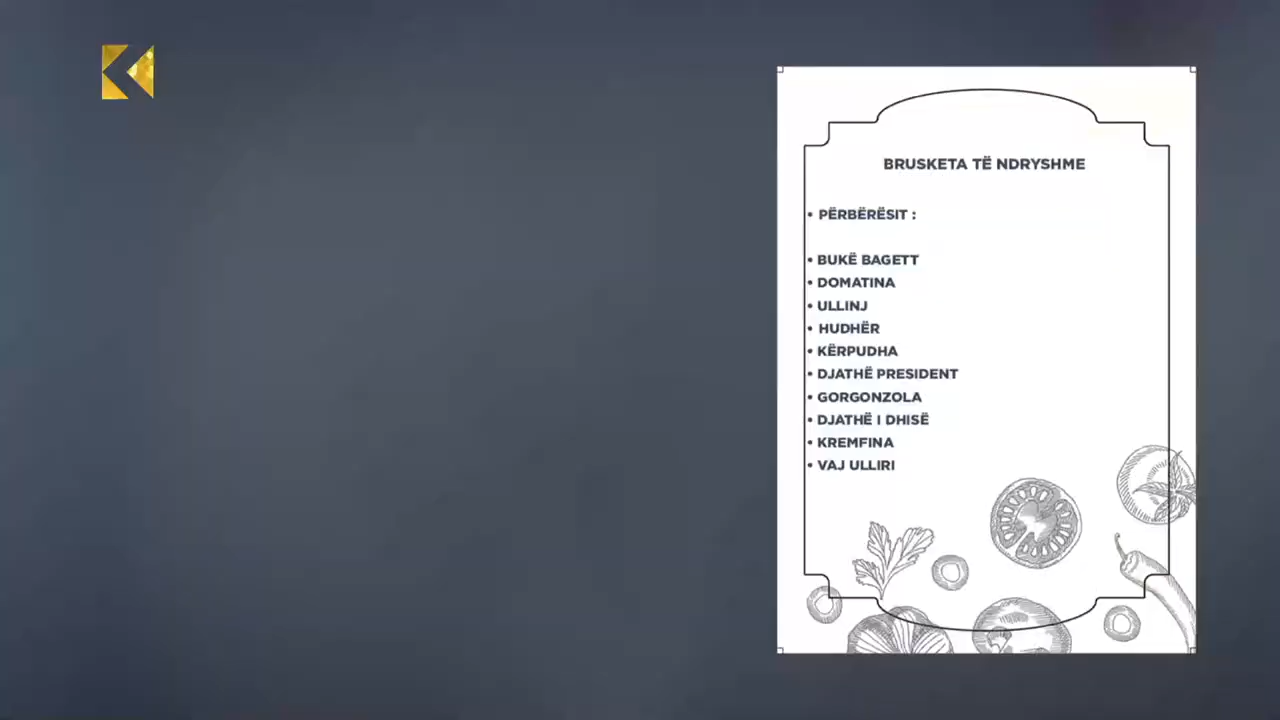 BRUSKETA TË NDRYSHME
• PËRBËRËSIT :
• BUKË BAGETT
• DOMATINA
• ULLINJ
• HUDHËR
• KËRPUDHA
• DJATHË PRESIDENT
• GORGONZOLA
• DJATHË I DHISË
• KREMFINA
• VAJ ULLIRI